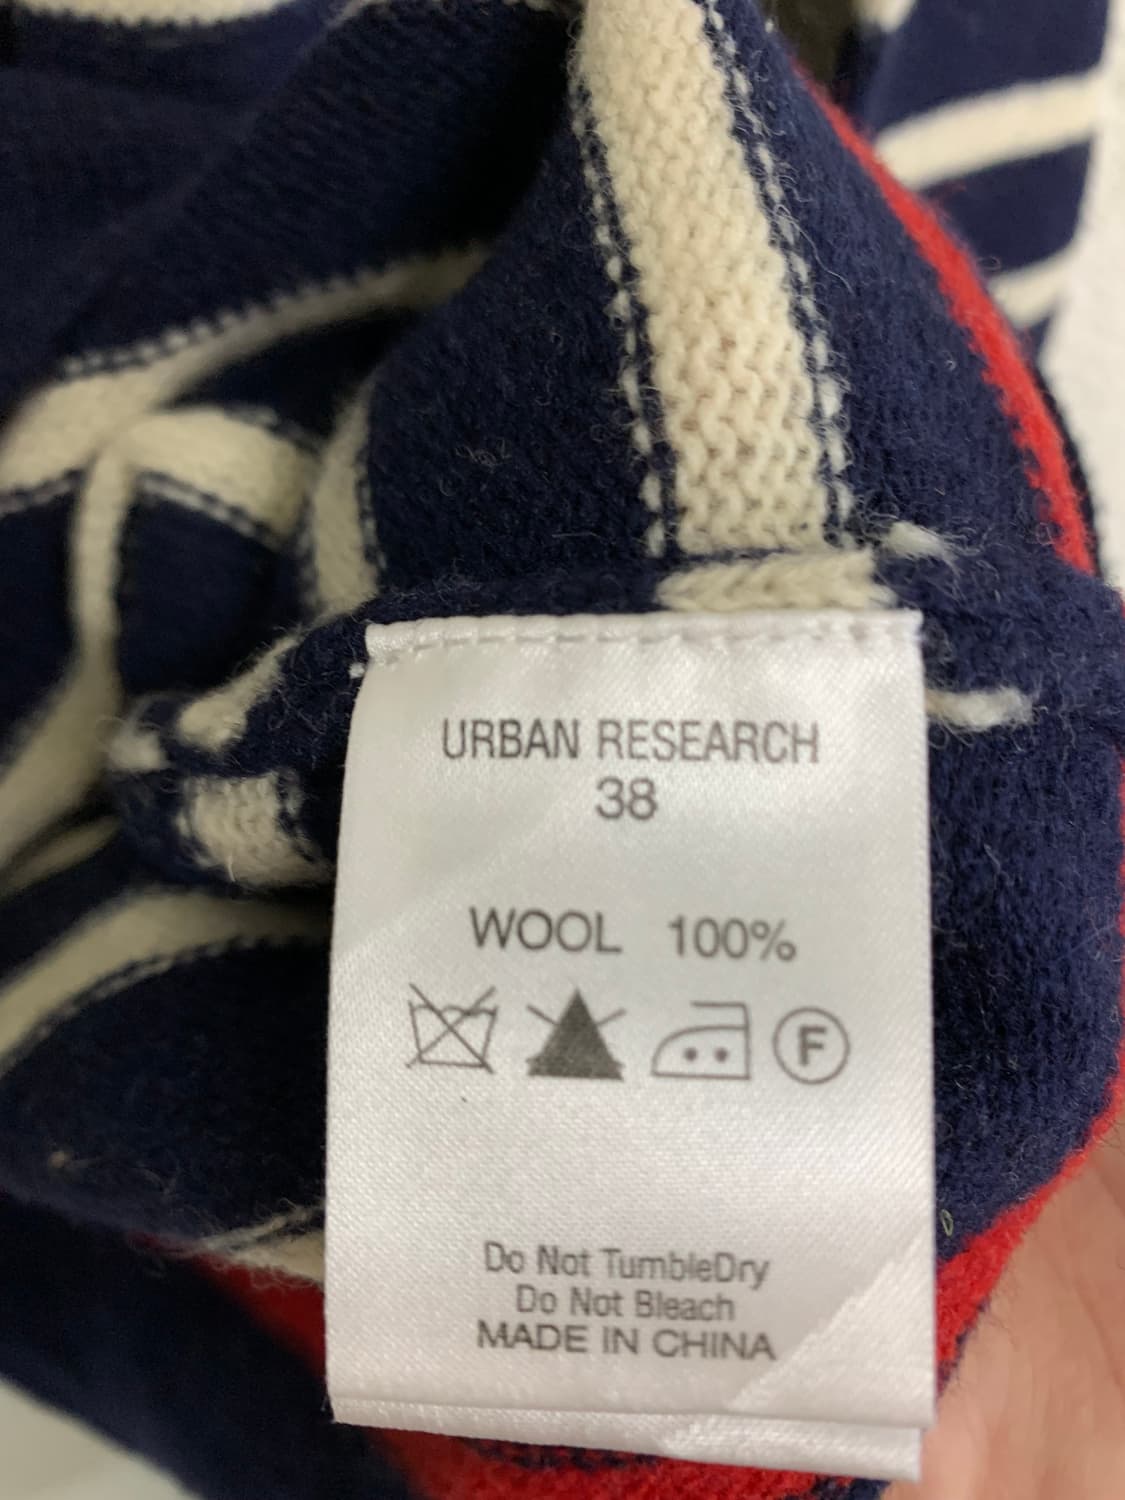 URBAN RESEARCH
38
WOOL 100%
F
Do Not TumbleDry
Do Not Bleach
MADE IN CHINA